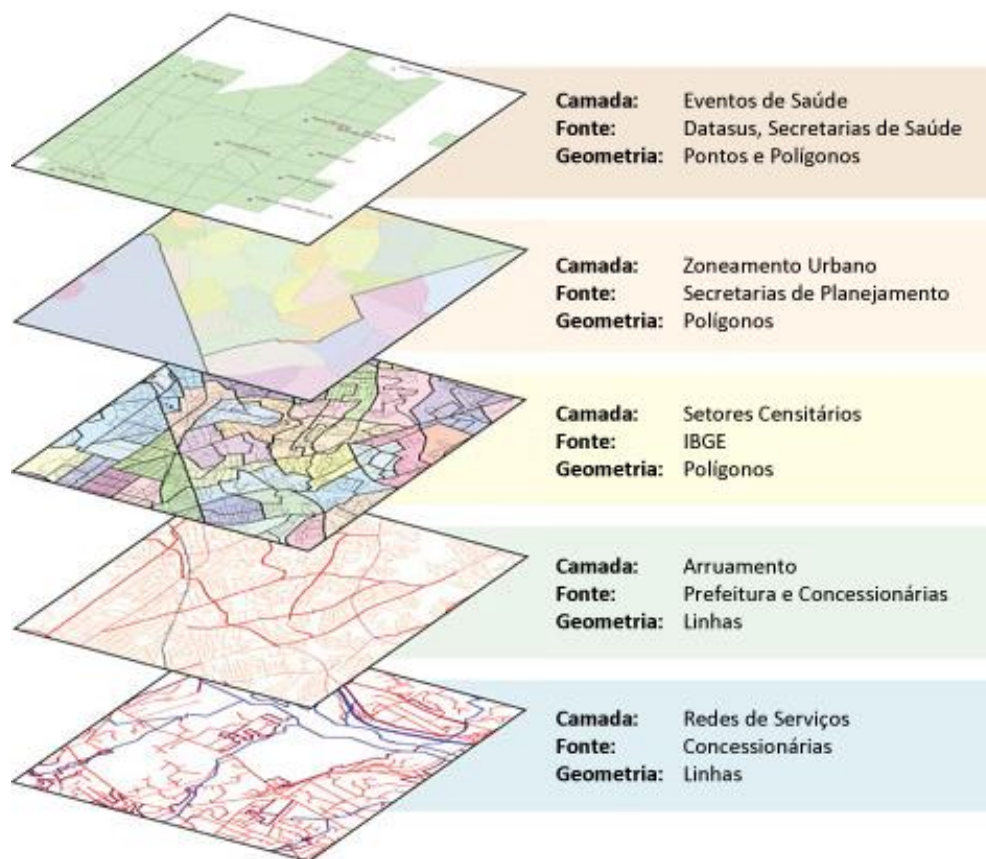 Camada: Eventos de Saúde
Fonte: Datasus, Secretarias de Saúde
Geometria: Pontos e Polígonos
Camada: Zoneamento Urbano
Fonte: Secretarias de Planejamento
Geometria: Polígonos
Camada: Setores Censitários
Fonte: IBGE
Geometria: Polígonos
Camada: Arruamento
Fonte: Prefeitura e Concessionárias
Geometria: Linhas
Camada: Redes de Serviços
Fonte: Concessionárias
Geometria: Linhas